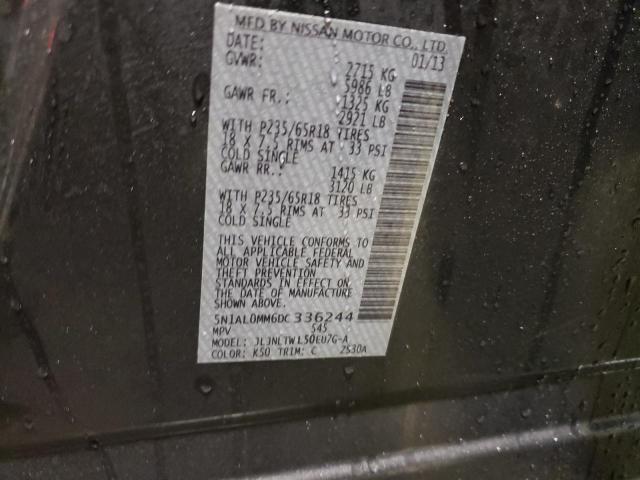 MFD BY NISSAN MOTOR CO., LTD.
DATE: 01/13
GVWR: 2715 KG
5986 LB
GAWR FR.: 1325 KG
2921 LB
WITH P235/65R18 TIRES
18 X 7.5 RIMS AT 33 PSI
COLD SINGLE
GAWR RR.: 1415 KG
3120 LB
WITH P235/65R18 TIRES
18 X 7.5 RIMS AT 33 PSI
COLD SINGLE
THIS VEHICLE CONFORMS TO
ALL APPLICABLE FEDERAL
MOTOR VEHICLE SAFETY AND
THEFT PREVENTION
STANDARDS IN EFFECT ON
THE DATE OF MANUFACTURE
SHOWN ABOVE.
5N1AL0MM6DC 336244
MPV 545
MODEL: JL3NLTWL50EU7G-A
COLOR: K50 TRIM: C 2530A